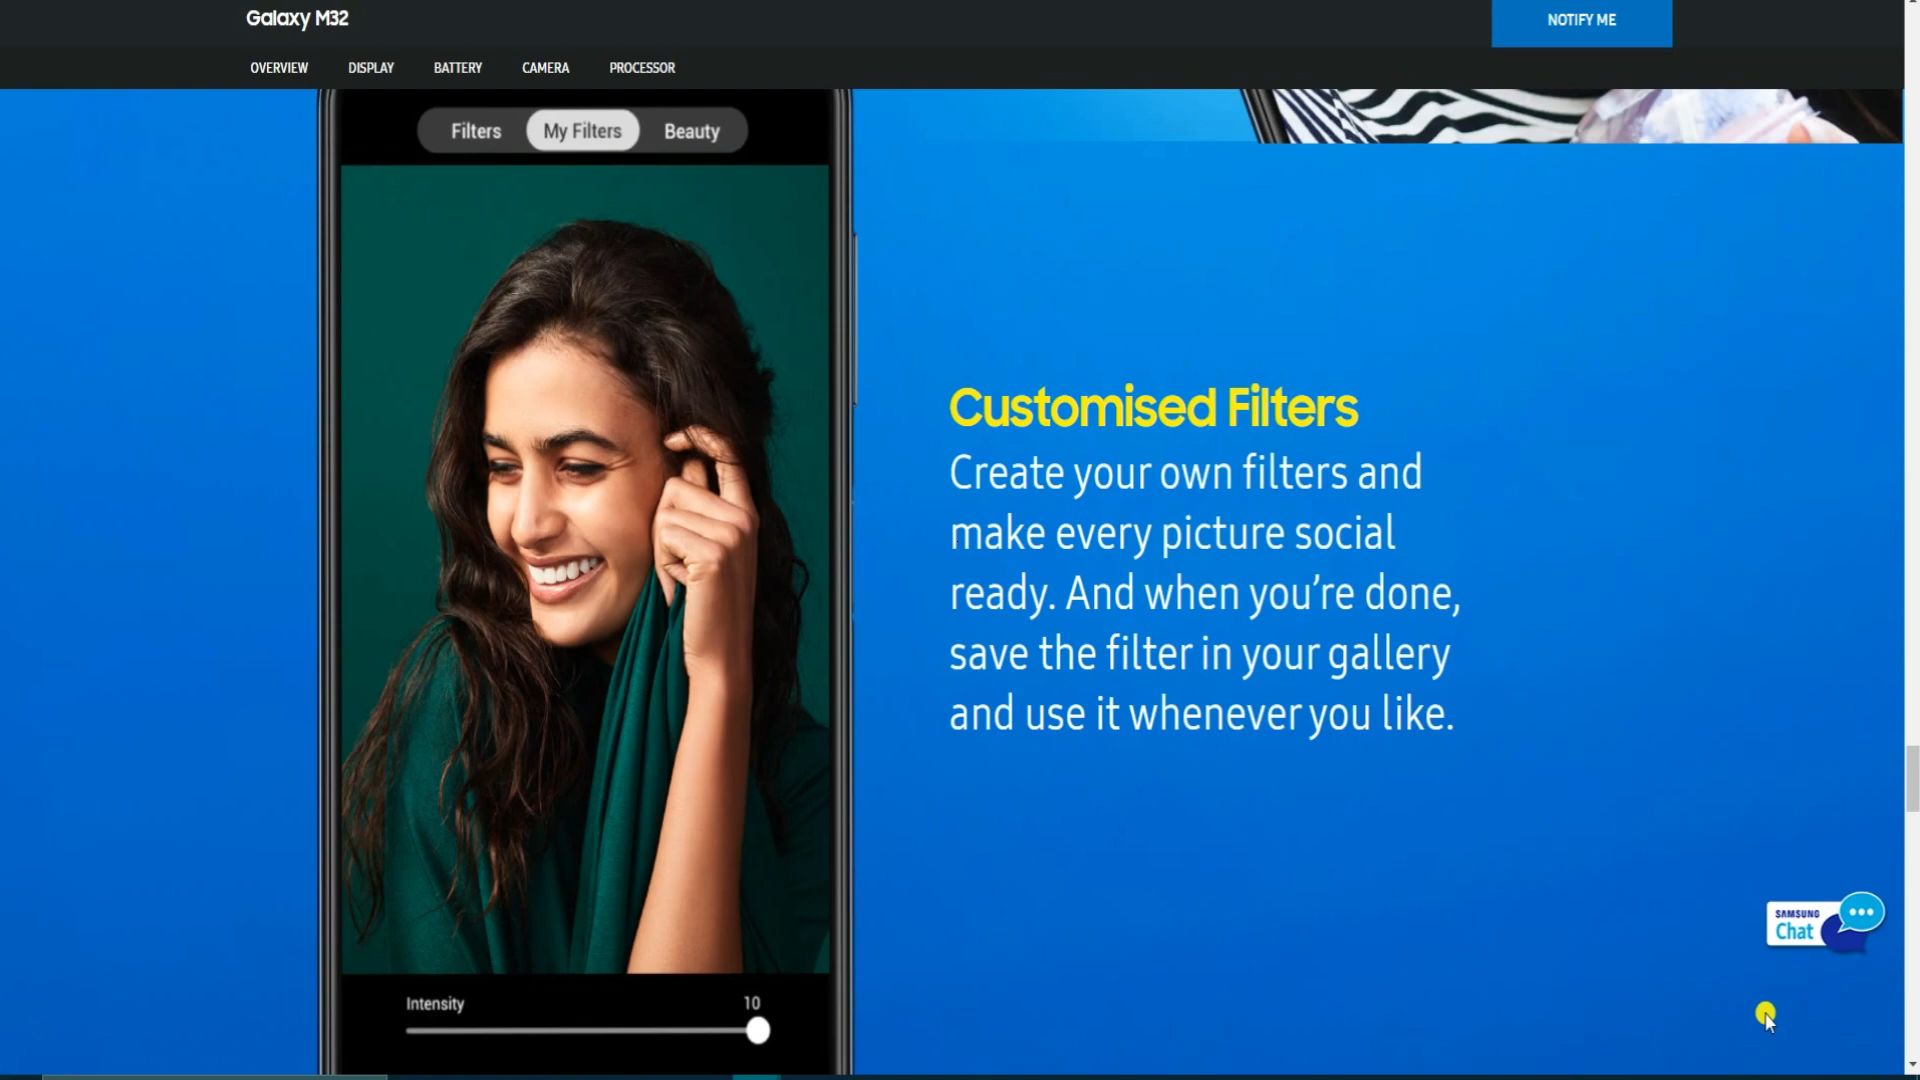 Galaxy M32
NOTIFY ME
OVERVIEW DISPLAY BATTERY CAMERA PROCESSOR
Filters My Filters Beauty
Customised Filters
Create your own filters and
make every picture social
ready. And when you're done,
save the filter in your gallery
and use it whenever you like.
SAMSUNG
Chat
Intensity 10